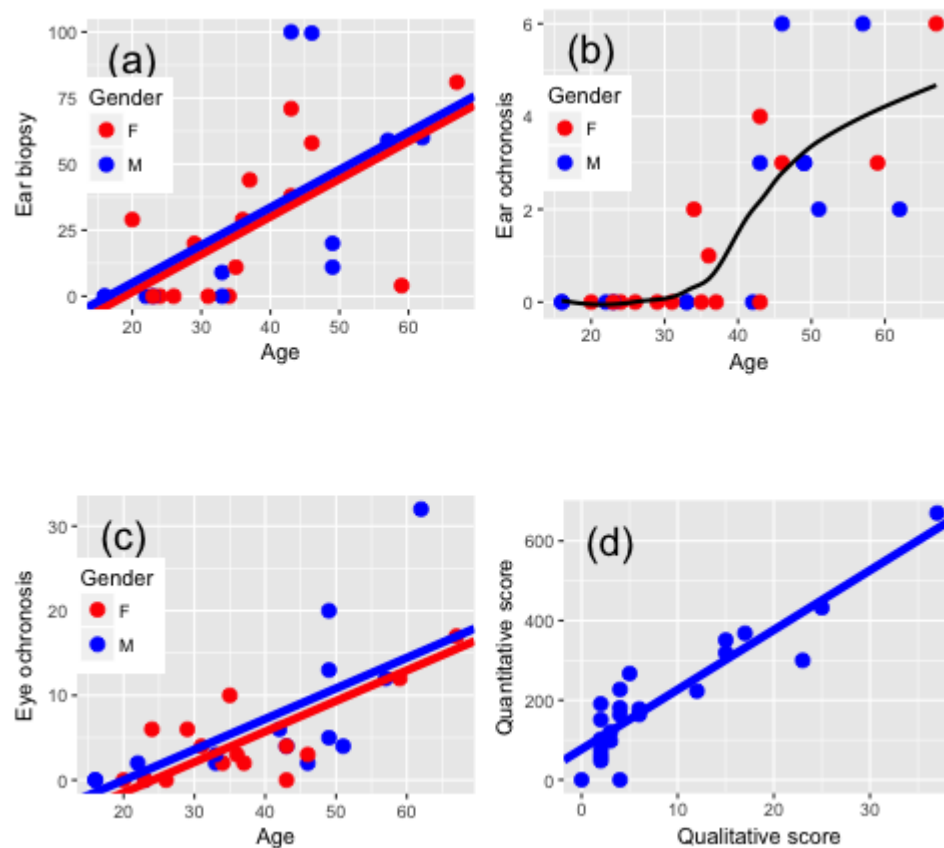 (a)
Gender
F
M
Ear biopsy
100
75
50
25
0
20 30 40 50 60
Age
(b)
Gender
F
M
Ear ochronosis
6
4
2
0
20 30 40 50 60
Age
(c)
Gender
F
M
Eye ochronosis
30
20
10
0
20 30 40 50 60
Age
(d)
Quantitative score
600
400
200
0
0 10 20 30
Qualitative score